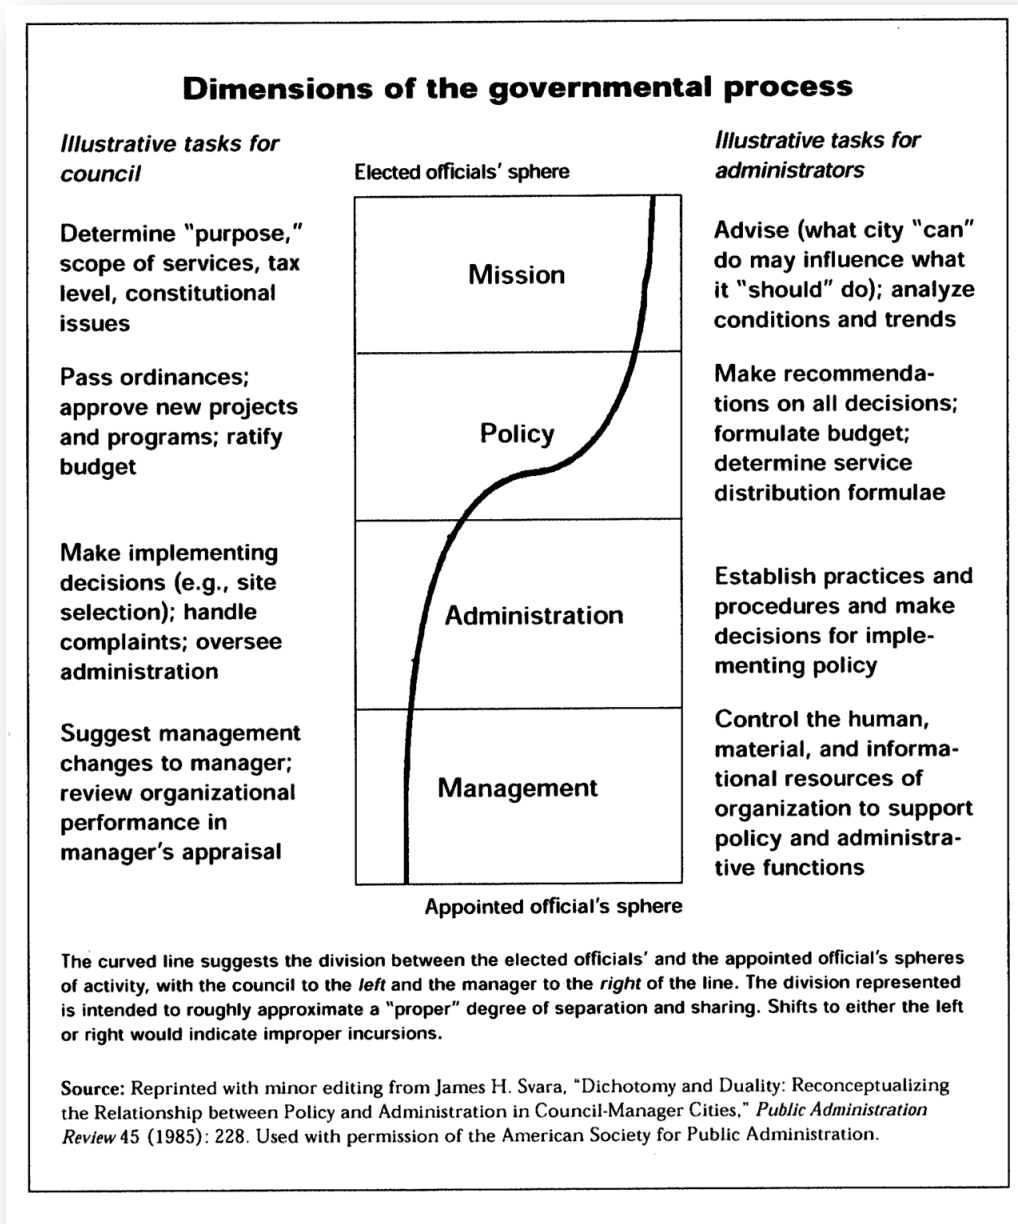 Dimensions of the governmental process
Illustrative tasks for
council
Elected officials' sphere
Illustrative tasks for
administrators
Determine "purpose,"
scope of services, tax
level, constitutional
issues
Mission
Advise (what city "can"
do may influence what
it "should" do); analyze
conditions and trends
Pass ordinances;
approve new projects
and programs; ratify
budget
Policy
Make recommenda-
tions on all decisions;
formulate budget;
determine service
distribution formulae
Make implementing
decisions (e.g., site
selection); handle
complaints; oversee
administration
Administration
Establish practices and
procedures and make
decisions for imple-
menting policy
Suggest management
changes to manager;
review organizational
performance in
manager's appraisal
Management
Control the human,
material, and informa-
tional resources of
organization to support
policy and administra-
tive functions
Appointed official's sphere
The curved line suggests the division between the elected officials' and the appointed official's spheres
of activity, with the council to the left and the manager to the right of the line. The division represented
is intended to roughly approximate a "proper" degree of separation and sharing. Shifts to either the left
or right would indicate improper incursions.
Source: Reprinted with minor editing from James H. Svara, "Dichotomy and Duality: Reconceptualizing
the Relationship between Policy and Administration in Council-Manager Cities," Public Administration
Review 45 (1985): 228. Used with permission of the American Society for Public Administration.